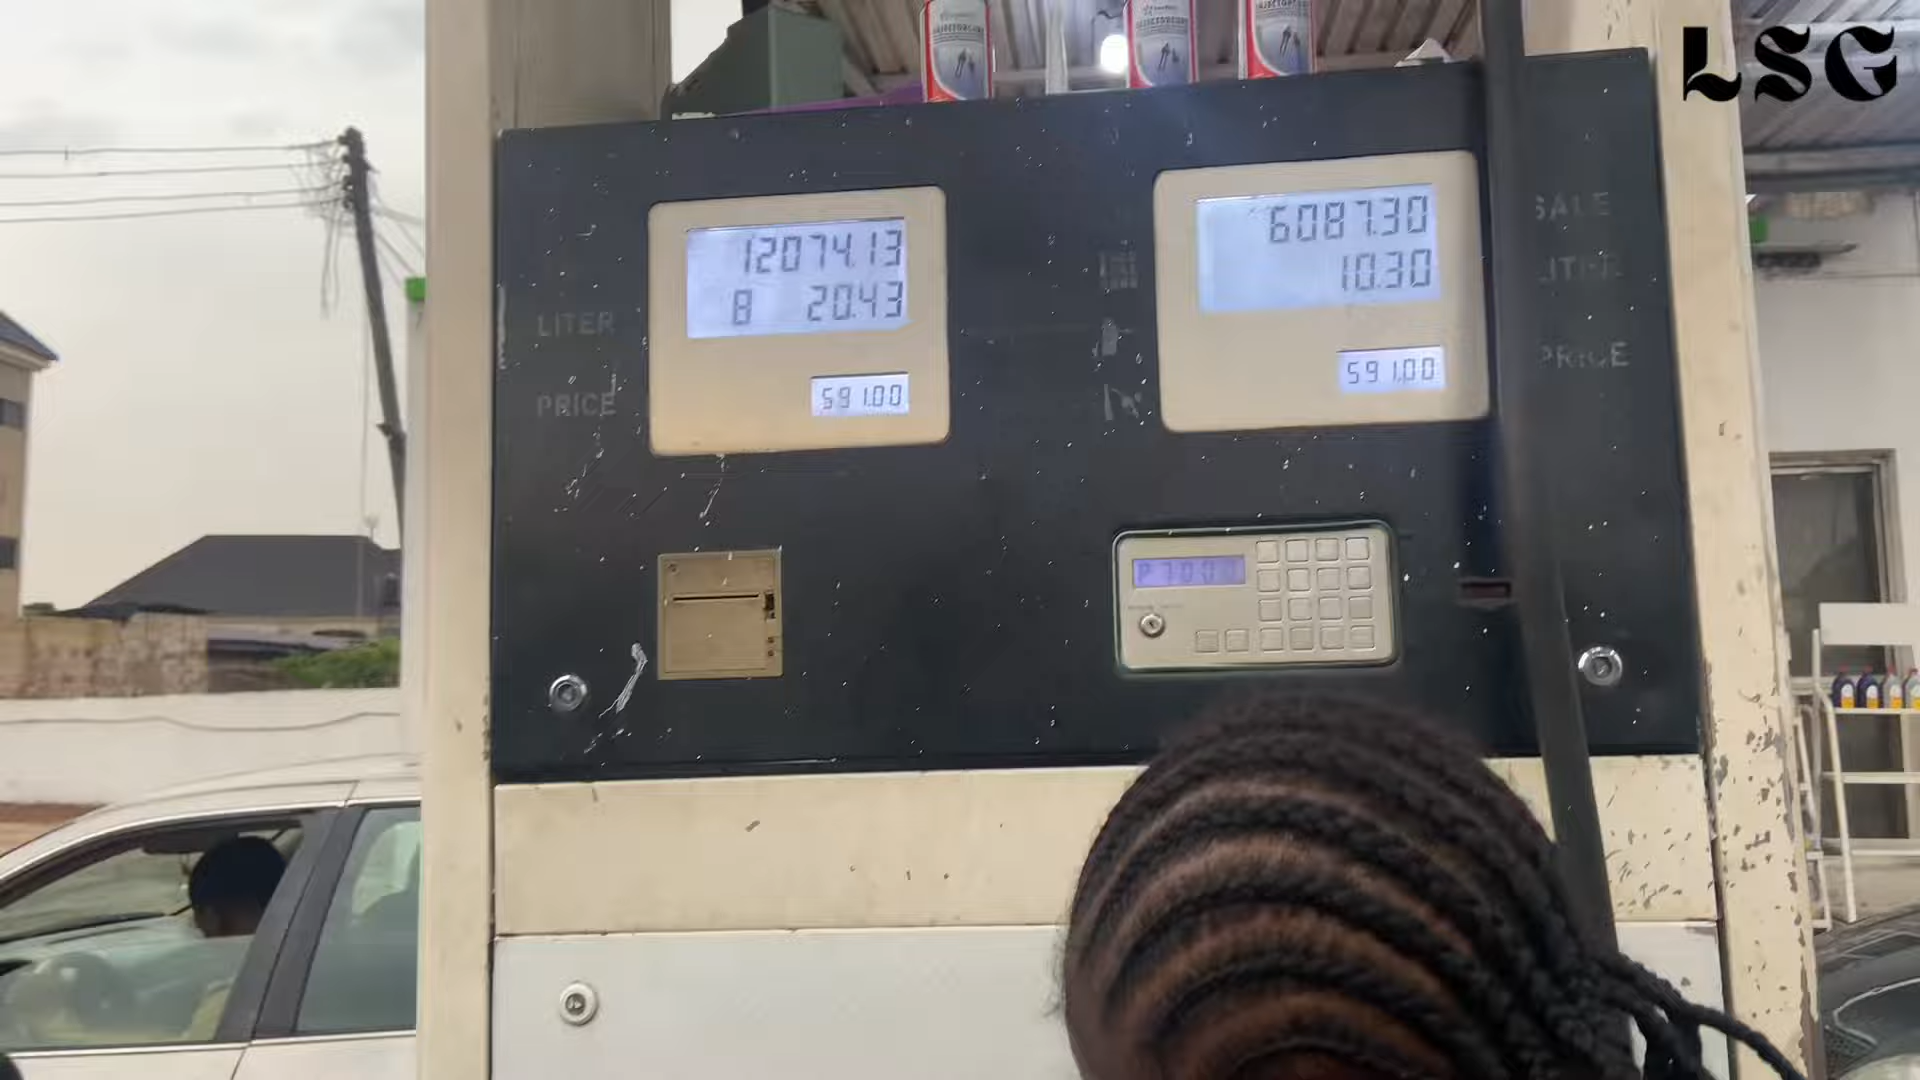 LSG
12074.13
8 20.43
LITER
591.00
PRICE
6087.30
SALE
10.30
LITER
591.00
PRICE